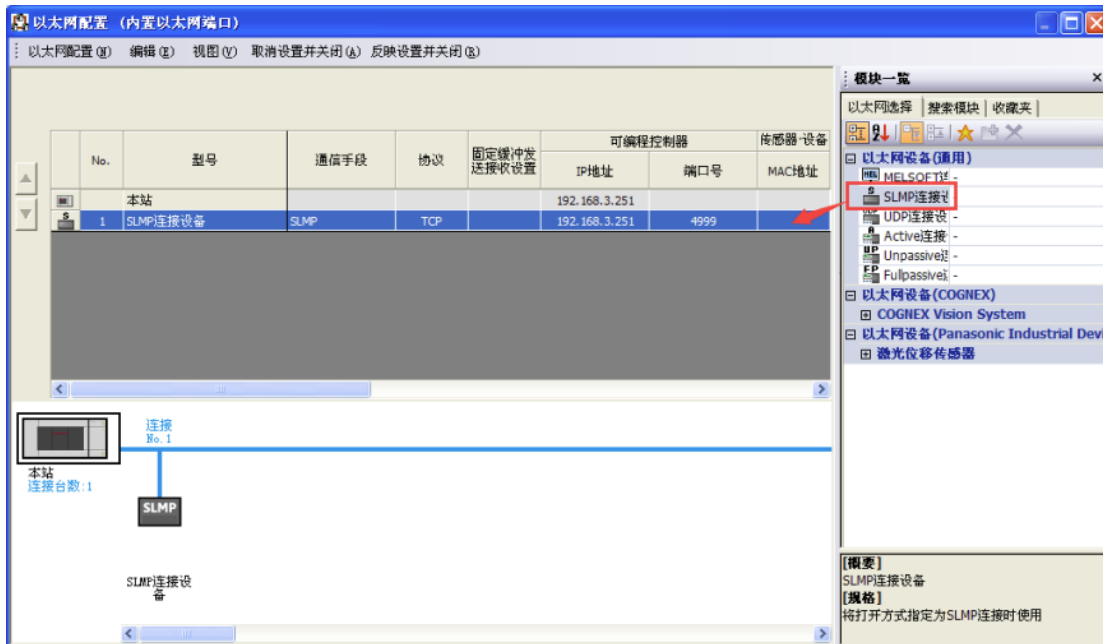 以太网配置 (内置以太网端口)
以太网配置(N) 编辑(E) 视图(V) 取消设置并关闭(A) 反映设置并关闭(R)
模块一览
以太网选择 搜索模块 收藏夹
No. 型号 通信手段 协议 固定缓冲发送接收设置 可编程控制器 传感器·设备
IP地址 端口号 MAC地址
本站 192.168.3.251
1 SLMP连接设备 SLMP TCP 192.168.3.251 4999
以太网设备(通用)
MELSOFT -
SLMP连接
UDP连接设 -
Active连接 -
Unpassive -
Fullpassive -
以太网设备(COGNEX)
COGNEX Vision System
以太网设备(Panasonic Industrial Devi
激光位移传感器
连接
No.1
本站
连接台数:1
SLMP
SLMP连接设
备
[概要]
SLMP连接设备
[规格]
将打开方式指定为SLMP连接时使用